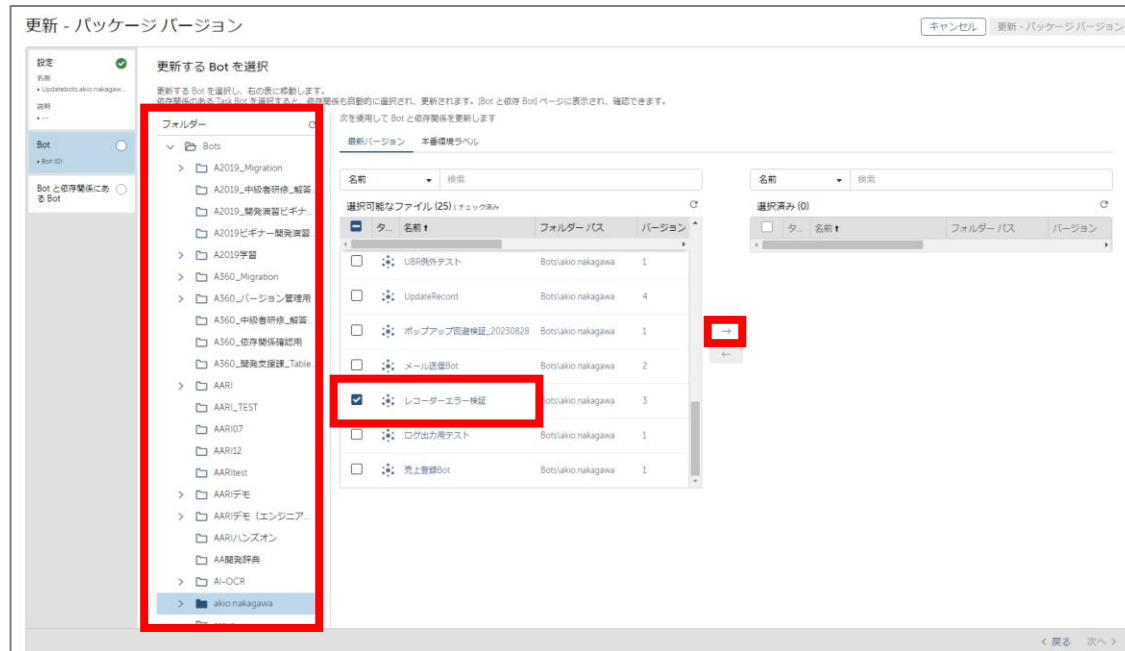 更新 - パッケージ バージョン
キャンセル
更新 - パッケージ バージョン
設定
名前
• Updatebots.akio.nakagaw...
説明
• --
Bot
• Bot (0)
Bot と依存関係にあ
る Bot
更新する Bot を選択
更新する Bot を選択し、右の表に移動します。
依存関係のある Task Bot を選択すると、依存関係も自動的に選択され、更新されます。[Bot と依存 Bot] ページに表示され、確認できます。
フォルダー
Bots
A2019_Migration
A2019_中級者研修_解答...
A2019_開発演習ビギナ...
A2019ビギナー開発演習...
A2019学習
A360_Migration
A360_バージョン管理用
A360_中級者研修_解答...
A360_依存関係確認用
A360_開発支援課_Table...
AARI
AARI_TEST
AARI07
AARI12
AARItest
AARIデモ
AARIデモ（エンジニア...
AARIハンズオン
AA開発辞典
AI-OCR
akio.nakagawa
次を使用して Bot と依存関係を更新します
最新バージョン 本番環境ラベル
名前 検索
選択可能なファイル (25) 1 チェック済み
タ... 名前 フォルダー パス バージョン
UBR例外テスト Bots\akio.nakagawa 1
UpdateRecord Bots\akio.nakagawa 4
ポップアップ回避検証_20230828 Bots\akio.nakagawa 1
メール送信Bot Bots\akio.nakagawa 2
レコーダーエラー検証 Bots\akio.nakagawa 3
ログ出力用テスト Bots\akio.nakagawa 1
売上登録Bot Bots\akio.nakagawa 1
名前 検索
選択済み (0)
タ... 名前 フォルダー パス バージョン
戻る 次へ